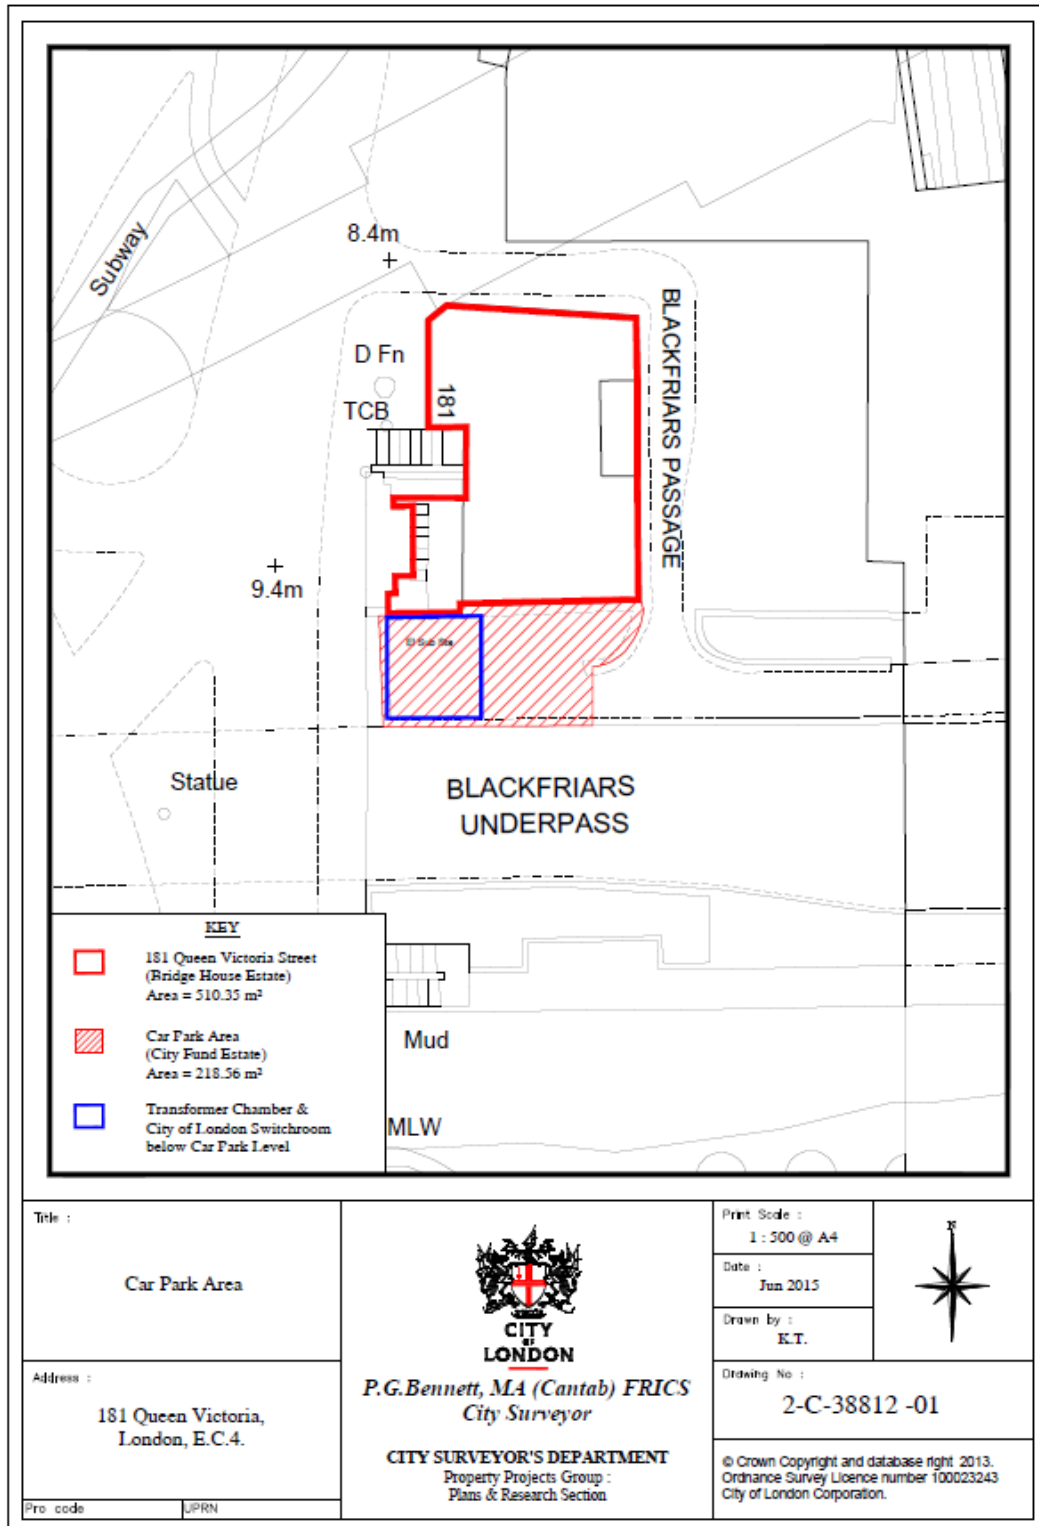 Subway
8.4m
D Fn
TCB
181
BLACKFRIARS PASSAGE
9.4m
El Sub Sta
Statue
BLACKFRIARS
UNDERPASS
KEY
181 Queen Victoria Street
(Bridge House Estate)
Area = 510.35 m²
Car Park Area
(City Fund Estate)
Area = 218.56 m²
Transformer Chamber &
City of London Switchroom
below Car Park Level
Mud
MLW
Title :
Car Park Area
Address :
181 Queen Victoria,
London, E.C.4.
Pro code
UPRN
CITY
OF
LONDON
P.G.Bennett, MA (Cantab) FRICS
City Surveyor
CITY SURVEYOR'S DEPARTMENT
Property Projects Group :
Plans & Research Section
Print Scale :
1 : 500 @ A4
Date :
Jun 2015
Drawn by :
K.T.
N
Drawing No :
2-C-38812 -01
© Crown Copyright and database right 2013.
Ordnance Survey Licence number 100023243
City of London Corporation.